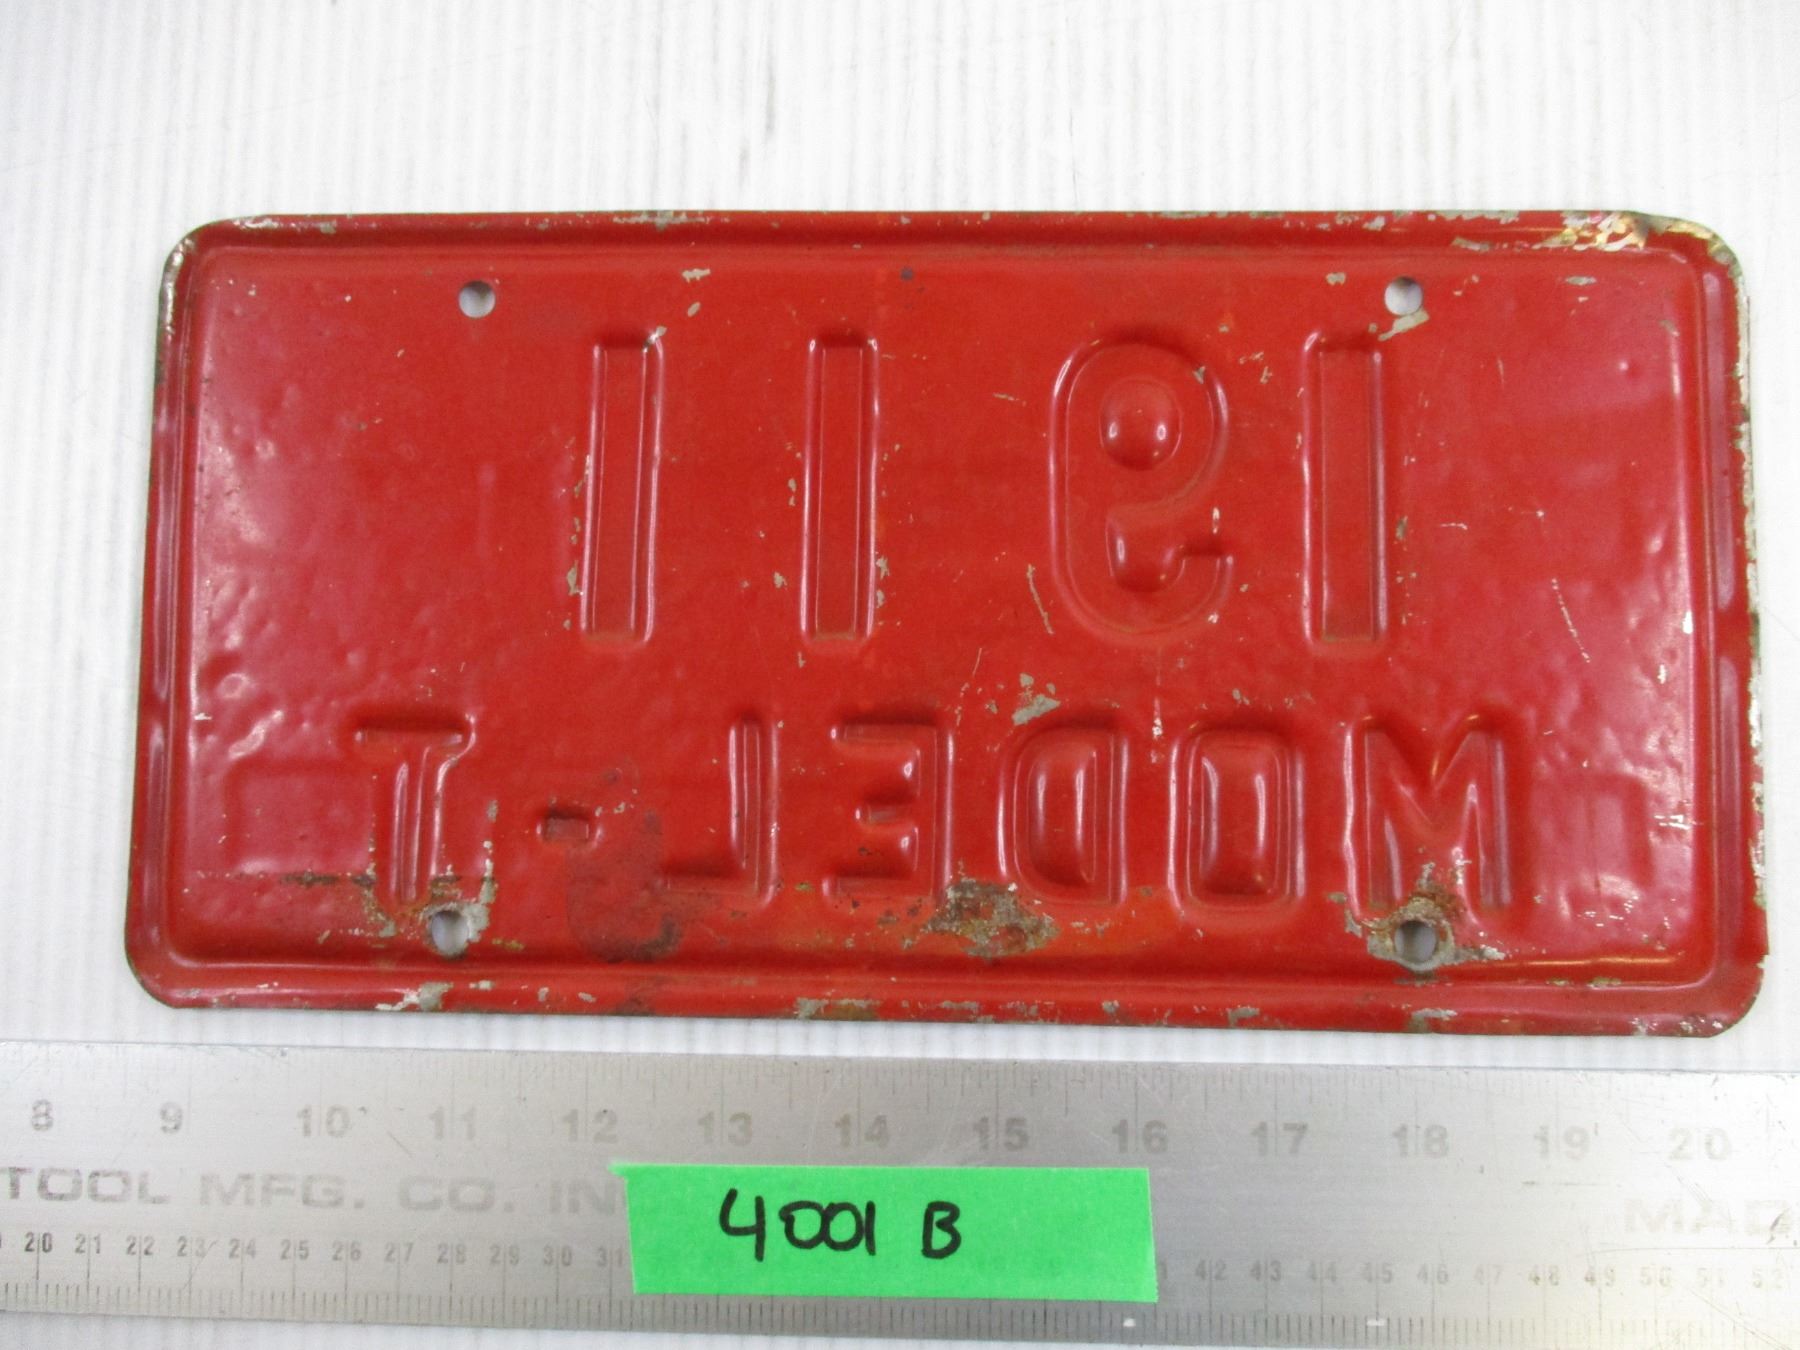 1911
MODEL-T
8 9 10 11 12 13 14 15 16 17 18 19 20
TOOL MFG. CO. IN
4001 B
20 21 22 23 24 25 26 27 28 29 30 31 42 43 44 45 46 47 48 49 50 51 52